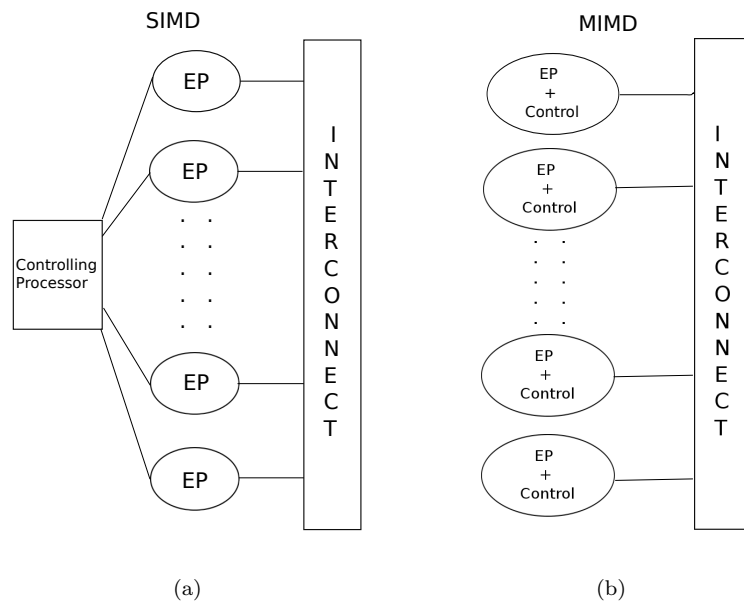 SIMD
EP
EP
Controlling
Processor
EP
EP
I
N
T
E
R
C
O
N
N
E
C
T
(a)
MIMD
EP
+
Control
EP
+
Control
EP
+
Control
EP
+
Control
I
N
T
E
R
C
O
N
N
E
C
T
(b)